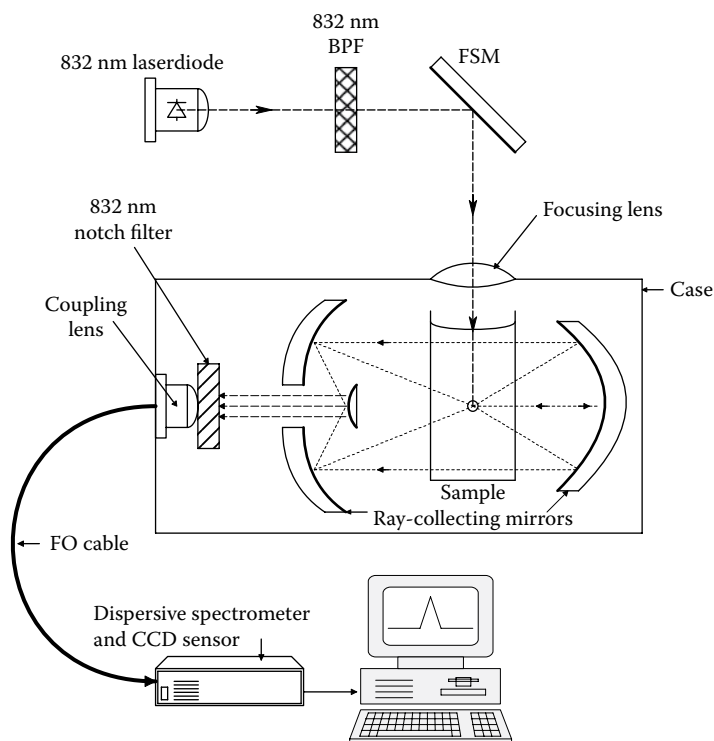 832 nm
BPF
FSM
832 nm laserdiode
832 nm
notch filter
Focusing lens
Coupling
lens
Case
Sample
Ray-collecting mirrors
FO cable
Dispersive spectrometer
and CCD sensor